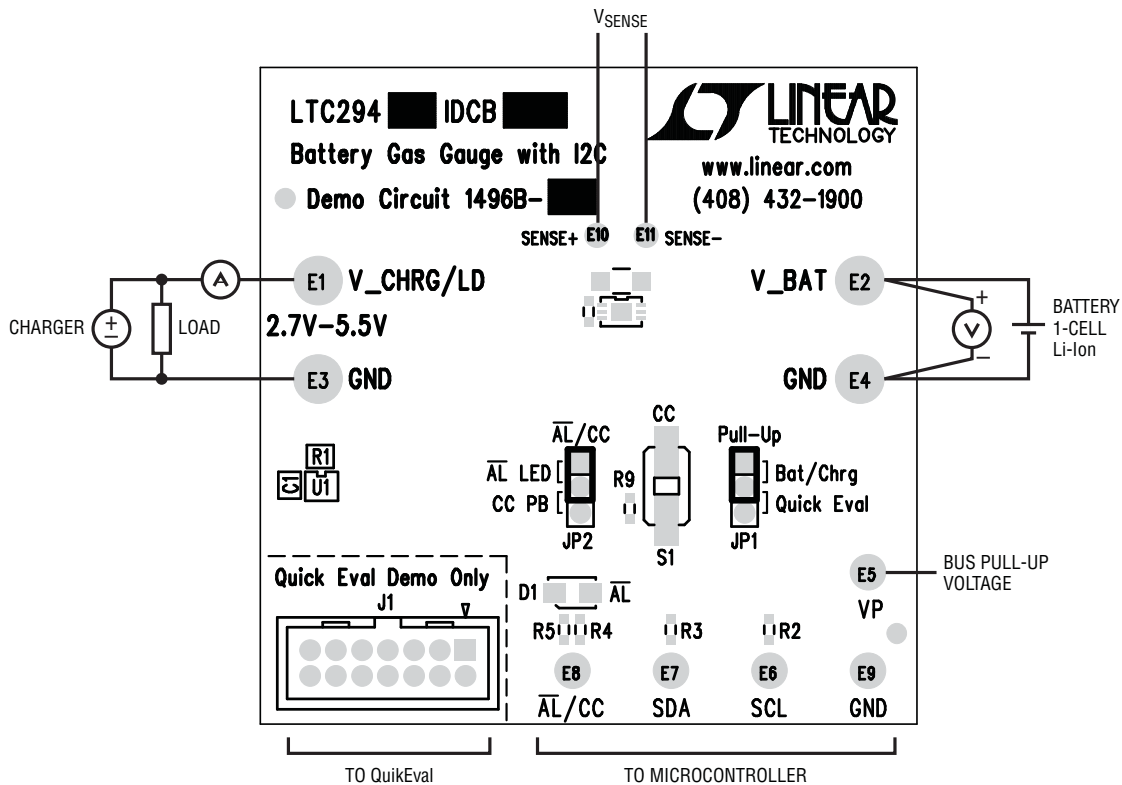 VSENSE
LTC294 IDCB
LINEAR
TECHNOLOGY
Battery Gas Gauge with I2C
www.linear.com
Demo Circuit 1496B-
(408) 432-1900
SENSE+ E10 E11 SENSE-
A
E1 V_CHRG/LD
V_BAT E2
CHARGER
+
−
LOAD
2.7V-5.5V
+
V
−
BATTERY
1-CELL
Li-Ion
E3 GND
GND E4
CC
AL/CC
Pull-Up
R1
AL LED
R9
Bat/Chrg
C1 U1
CC PB
Quick Eval
JP2
S1
JP1
Quick Eval Demo Only
J1
D1 AL
E5
BUS PULL-UP
VOLTAGE
VP
R5 R4
R3
R2
E8
E7
E6
E9
AL/CC
SDA
SCL
GND
TO QuikEval
TO MICROCONTROLLER